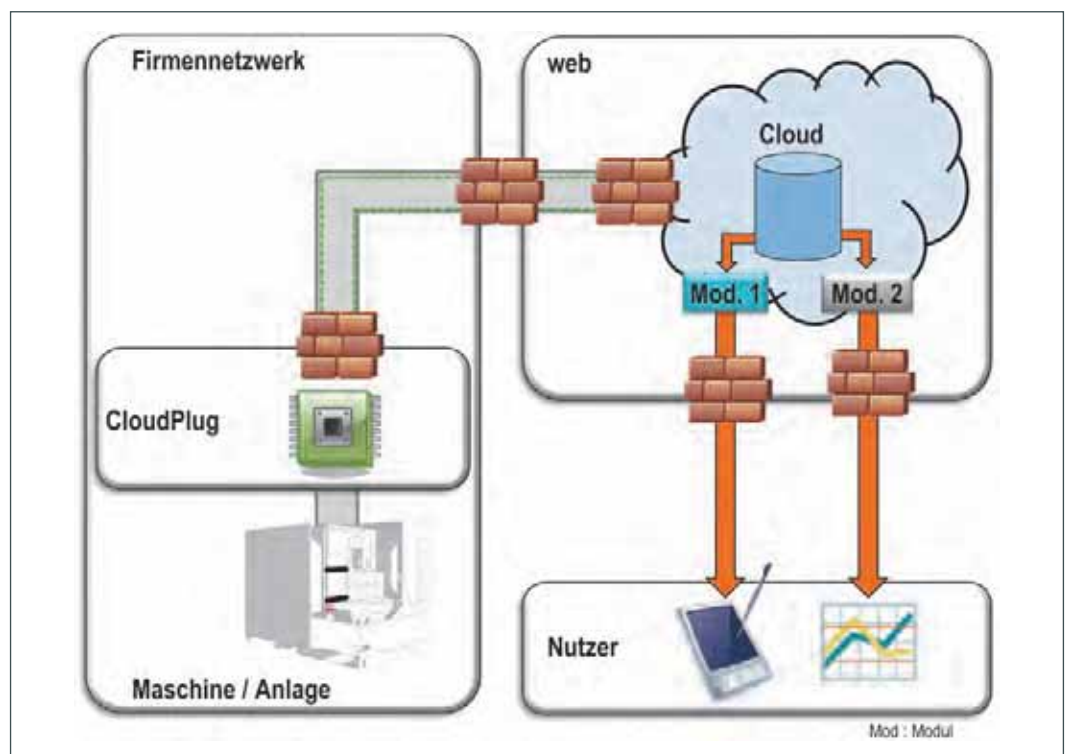 Firmennetzwerk
web
Cloud
Mod. 1
Mod. 2
CloudPlug
Nutzer
Maschine / Anlage
Mod : Modul